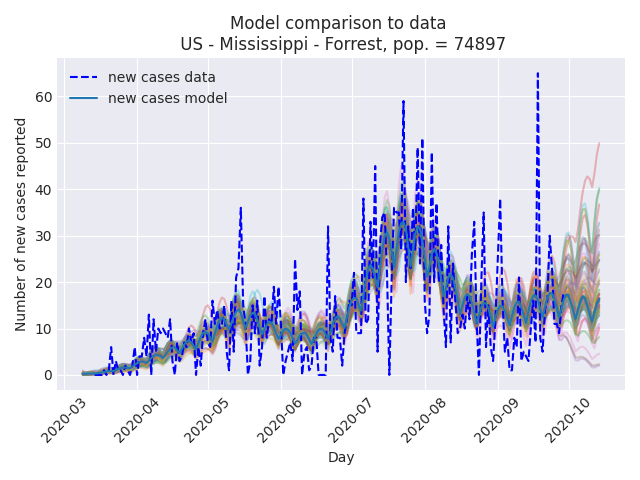 Model comparison to data
US - Mississippi - Forrest, pop. = 74897
new cases data
new cases model
Number of new cases reported
60
50
40
30
20
10
0
2020-03
2020-04
2020-05
2020-06
2020-07
2020-08
2020-09
2020-10
Day